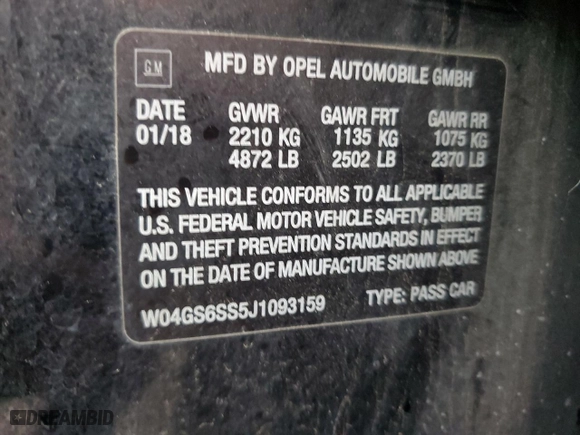 GM MFD BY OPEL AUTOMOBILE GMBH
DATE GVWR GAWR FRT GAWR RR
01/18 2210 KG 1135 KG 1075 KG
4872 LB 2502 LB 2370 LB
THIS VEHICLE CONFORMS TO ALL APPLICABLE
U.S. FEDERAL MOTOR VEHICLE SAFETY, BUMPER
AND THEFT PREVENTION STANDARDS IN EFFECT
ON THE DATE OF MANUFACTURE SHOWN ABOVE
W04GS6SS5J1093159 TYPE: PASS CAR
DREAMBID